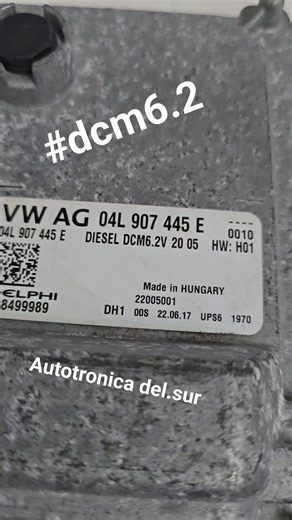 #dcm6.2
VW AG 04L 907 445 E ----
04L 907 445 E DIESEL DCM6.2V 20 05 0010
HW: H01
Made in HUNGARY
ELPHI 22005001
8499989 DH1 00S 22.06.17 UPS6 1970
Autotronica del.sur